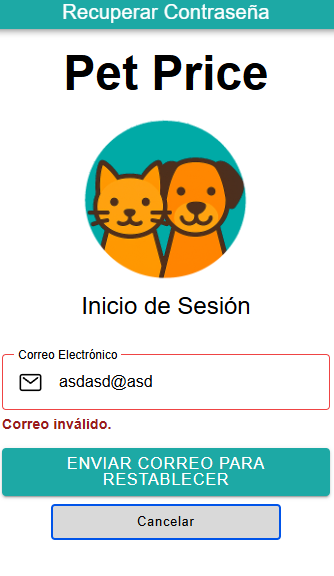 Recuperar Contraseña
Pet Price
Inicio de Sesión
Correo Electrónico
asdasd@asd
Correo inválido.
ENVIAR CORREO PARA
RESTABLECER
Cancelar